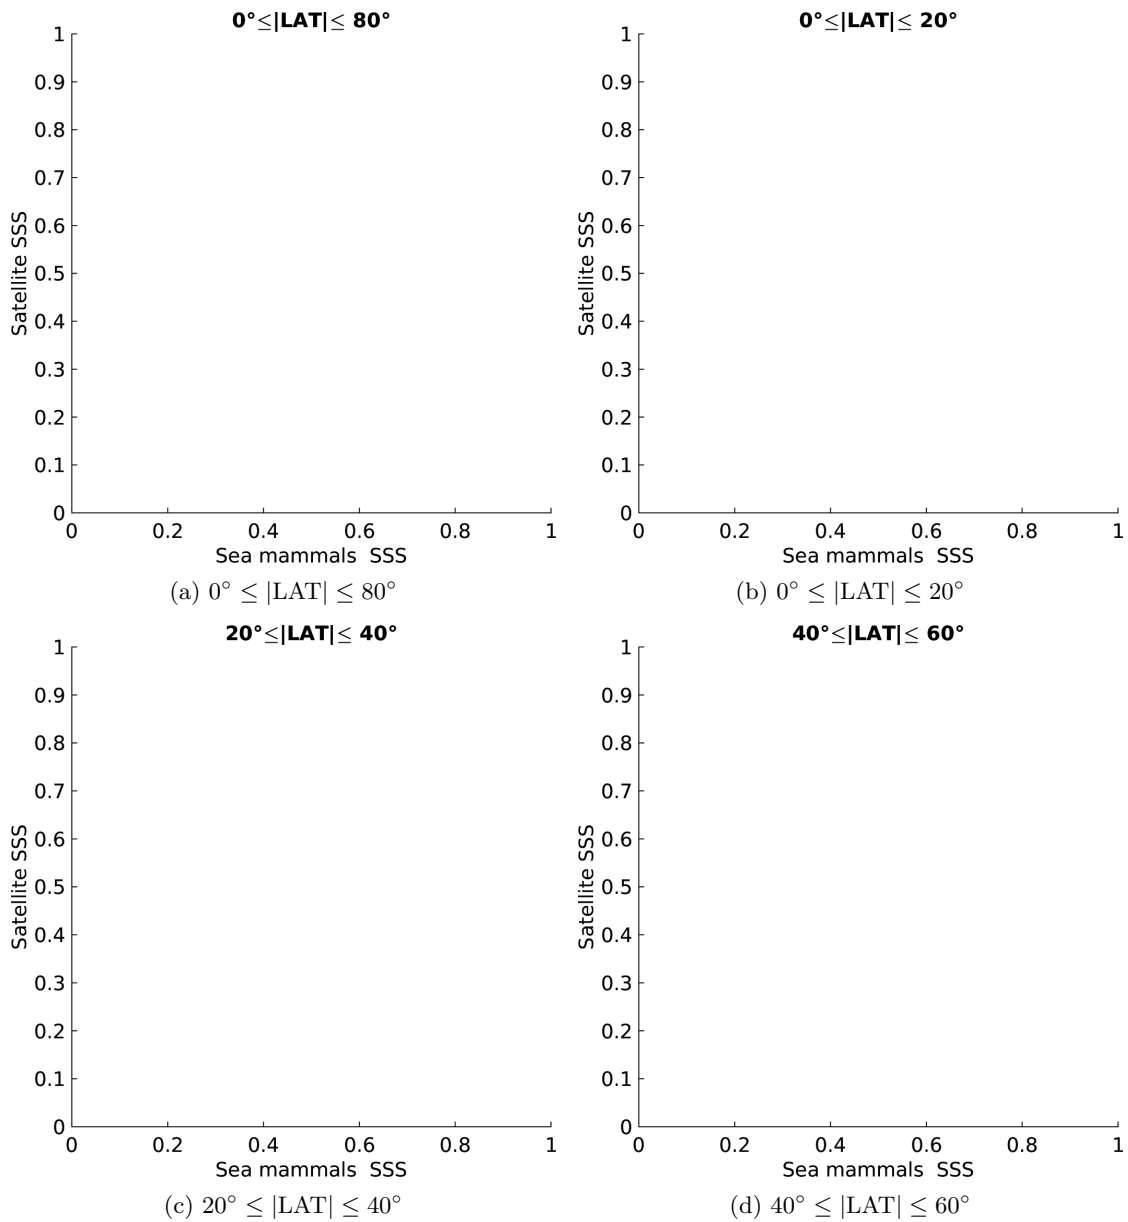 0°≤|LAT|≤ 80°
1
0.9
0.8
0.7
0.6
0.5
0.4
0.3
0.2
0.1
0
Satellite SSS
0 0.2 0.4 0.6 0.8 1
Sea mammals  SSS
(a) 0° ≤ |LAT| ≤ 80°
0°≤|LAT|≤ 20°
1
0.9
0.8
0.7
0.6
0.5
0.4
0.3
0.2
0.1
0
Satellite SSS
0 0.2 0.4 0.6 0.8 1
Sea mammals  SSS
(b) 0° ≤ |LAT| ≤ 20°
20°≤|LAT|≤ 40°
1
0.9
0.8
0.7
0.6
0.5
0.4
0.3
0.2
0.1
0
Satellite SSS
0 0.2 0.4 0.6 0.8 1
Sea mammals  SSS
(c) 20° ≤ |LAT| ≤ 40°
40°≤|LAT|≤ 60°
1
0.9
0.8
0.7
0.6
0.5
0.4
0.3
0.2
0.1
0
Satellite SSS
0 0.2 0.4 0.6 0.8 1
Sea mammals  SSS
(d) 40° ≤ |LAT| ≤ 60°